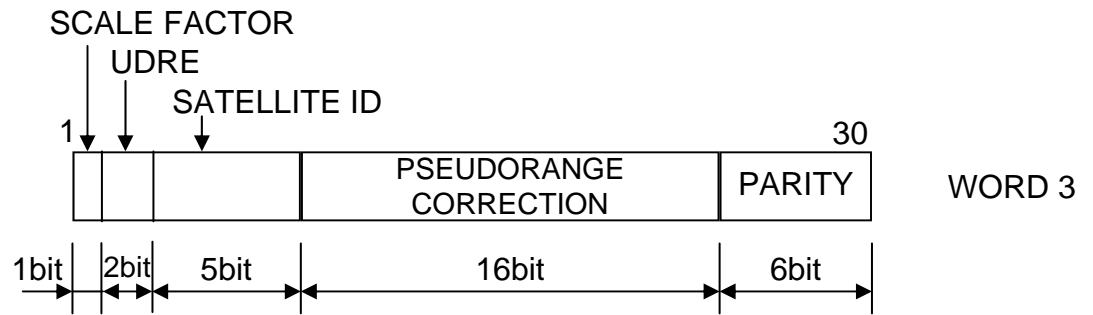 SCALE FACTOR
UDRE
SATELLITE ID
1
30
PSEUDORANGE
CORRECTION
PARITY
WORD 3
1bit
2bit
5bit
16bit
6bit